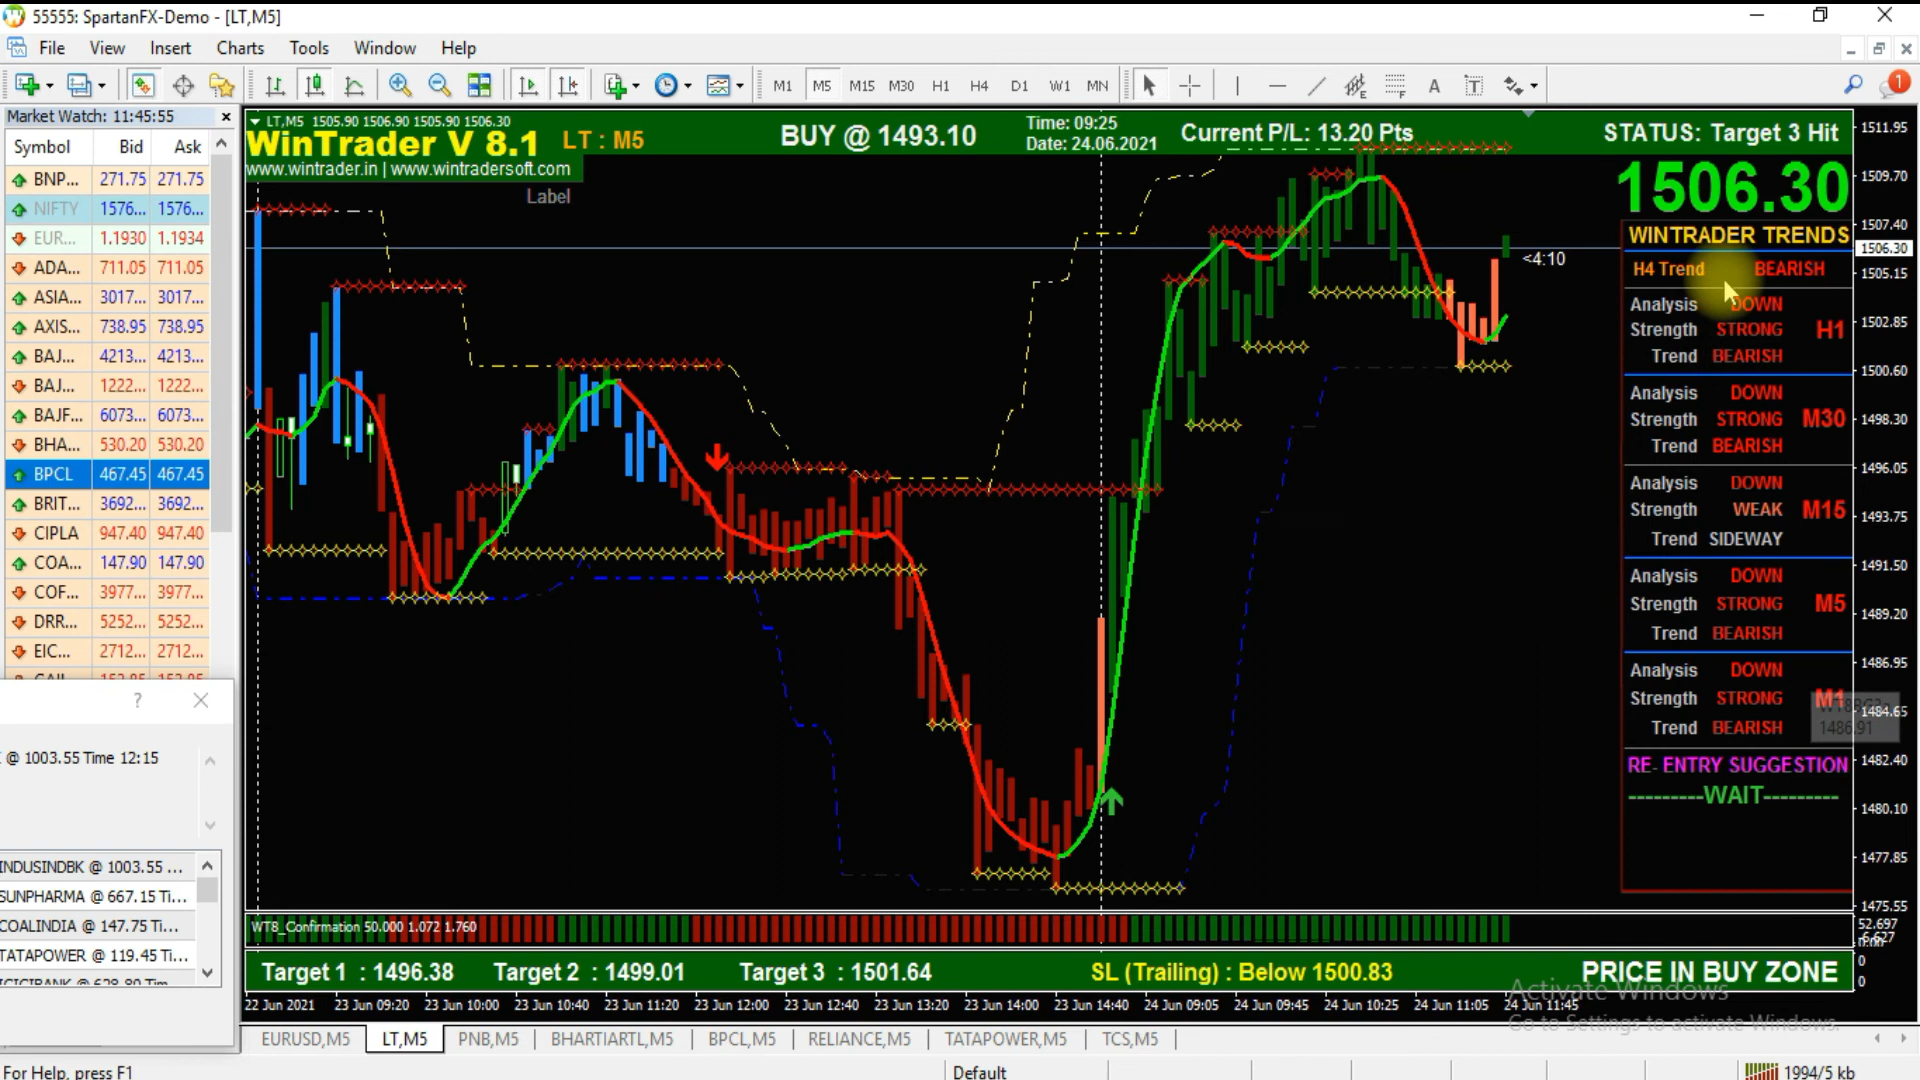 55555: SpartanFX-Demo - [LT,M5]
File View Insert Charts Tools Window Help
M1 M5 M15 M30 H1 H4 D1 W1 MN
A T E F 1
Market Watch: 11:45:55
Symbol Bid Ask
BNP... 271.75 271.75
NIFTY 1576... 1576...
EUR... 1.1930 1.1934
ADA... 711.05 711.05
ASIA... 3017... 3017...
AXIS... 738.95 738.95
BAJ... 4213... 4213...
BAJ... 1222... 1222...
BAJF... 6073... 6073...
BHA... 530.20 530.20
BPCL 467.45 467.45
BRIT... 3692... 3692...
CIPLA 947.40 947.40
COA... 147.90 147.90
COF... 3977... 3977...
DRR... 5252... 5252...
EIC... 2712... 2712...
?
@ 1003.55 Time 12:15
INDUSINDBK @ 1003.55 ...
SUNPHARMA @ 667.15 Ti...
COALINDIA @ 147.75 Ti...
TATAPOWER @ 119.45 Ti...
LT,M5 1505.90 1506.90 1505.90 1506.30
WinTrader V 8.1 LT : M5
www.wintrader.in | www.wintradersoft.com
Label
BUY @ 1493.10
Time: 09:25
Date: 24.06.2021
Current P/L: 13.20 Pts
STATUS: Target 3 Hit
1506.30
<4:10
WINTRADER TRENDS
H4 Trend BEARISH
Analysis DOWN
Strength STRONG H1
Trend BEARISH
Analysis DOWN
Strength STRONG M30
Trend BEARISH
Analysis DOWN
Strength WEAK M15
Trend SIDEWAY
Analysis DOWN
Strength STRONG M5
Trend BEARISH
Analysis DOWN
Strength STRONG M1
Trend BEARISH
RE- ENTRY SUGGESTION
---------WAIT---------
1511.95
1509.70
1507.40
1506.30
1505.15
1502.85
1500.60
1498.30
1496.05
1493.75
1491.50
1489.20
1486.95
1484.65
1486.91
1482.40
1480.10
1477.85
1475.55
WT8_Confirmation 50.000 1.072 1.760
52.697
0
0
Target 1 : 1496.38 Target 2 : 1499.01 Target 3 : 1501.64 SL (Trailing) : Below 1500.83 PRICE IN BUY ZONE
22 Jun 2021 23 Jun 09:20 23 Jun 10:00 23 Jun 10:40 23 Jun 11:20 23 Jun 12:00 23 Jun 12:40 23 Jun 13:20 23 Jun 14:00 23 Jun 14:40 24 Jun 09:05 24 Jun 09:45 24 Jun 10:25 24 Jun 11:05 24 Jun 11:45
Activate Windows
Go to Settings to activate Windows.
EURUSD,M5 LT,M5 PNB,M5 BHARTIARTL,M5 BPCL,M5 RELIANCE,M5 TATAPOWER,M5 TCS,M5
For Help, press F1 Default 1994/5 kb